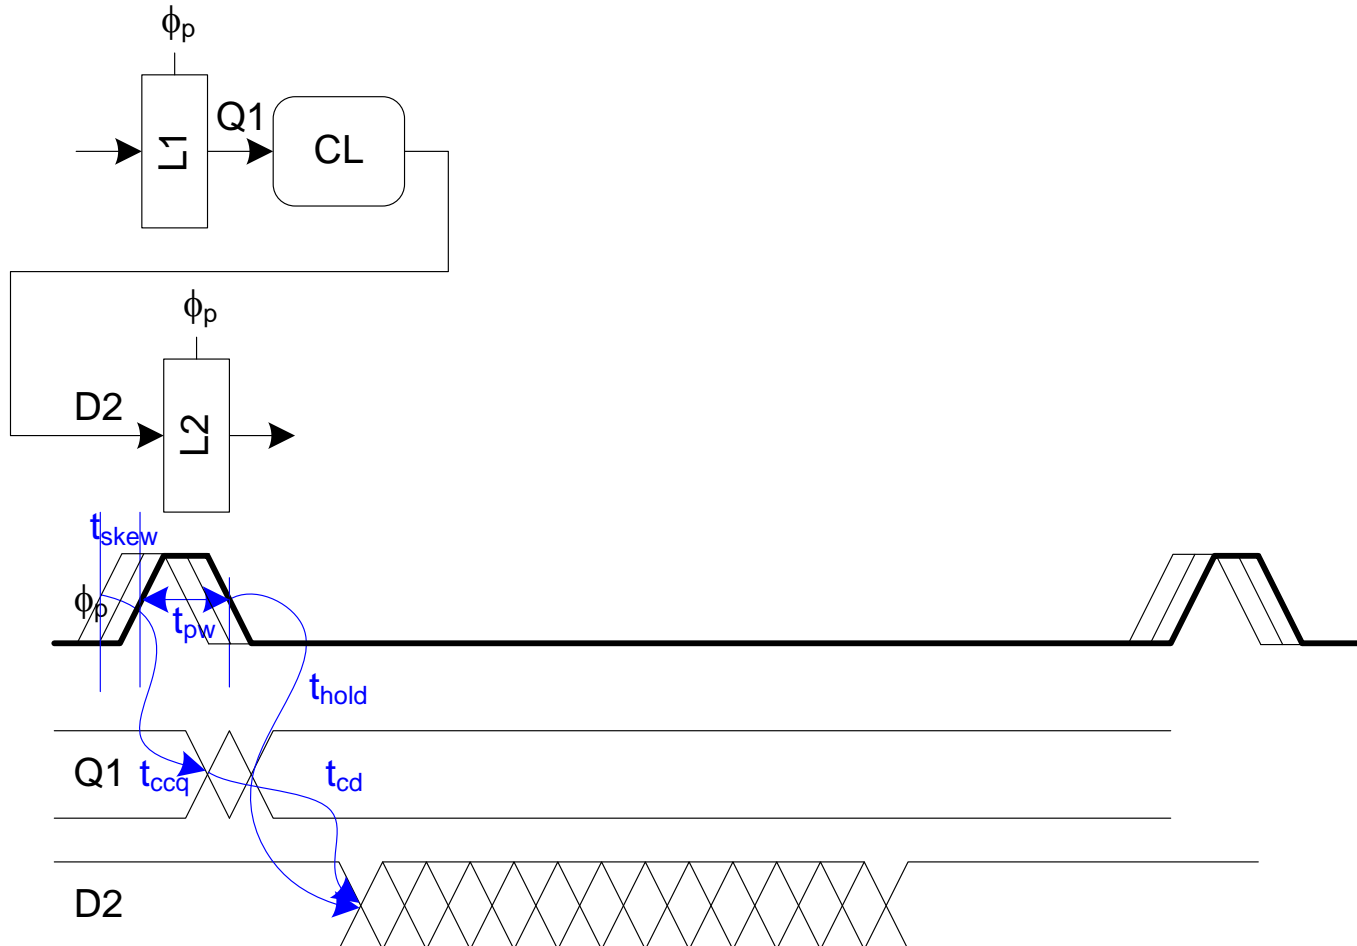 ϕp
L1
Q1
CL
ϕp
D2
L2
tskew
ϕp
tpw
thold
Q1
tccq
tcd
D2